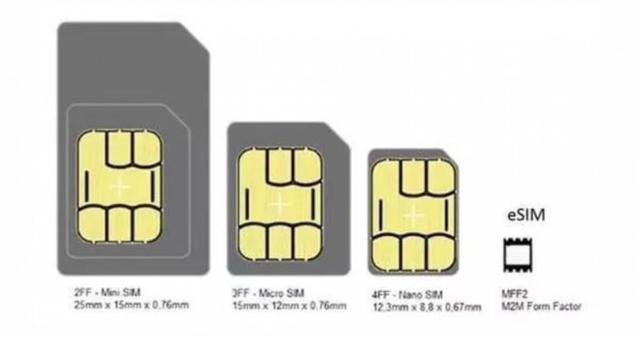 eSIM
2FF - Mini SIM
25mm x 15mm x 0,76mm
3FF - Micro SIM
15mm x 12mm x 0,76mm
4FF - Nano SIM
12,3mm x 8,8 x 0,67mm
MFF2
M2M Form Factor